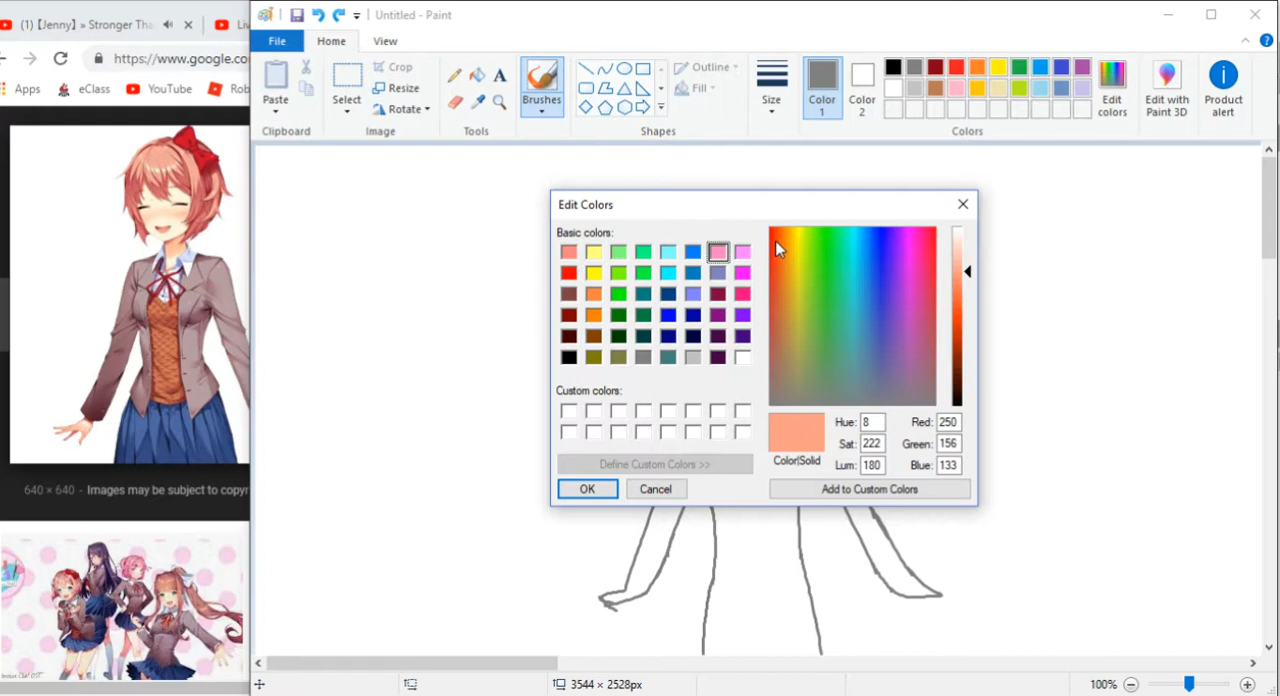 (1)【Jenny】» Stronger Tha
Liv
https://www.google.co
Apps
eClass
YouTube
Rob
640 × 640 - Images may be subject to copyr
Untitled - Paint
File
Home
View
Paste
Clipboard
Select
Crop
Resize
Rotate
Image
A
Tools
Brushes
Outline
Fill
Shapes
Size
Color 1
Color 2
Edit colors
Colors
Edit with Paint 3D
Product alert
Edit Colors
Basic colors:
Custom colors:
Define Custom Colors >>
OK
Cancel
Color|Solid
Hue: 8
Sat: 222
Lum: 180
Red: 250
Green: 156
Blue: 133
Add to Custom Colors
3544 × 2528px
100%